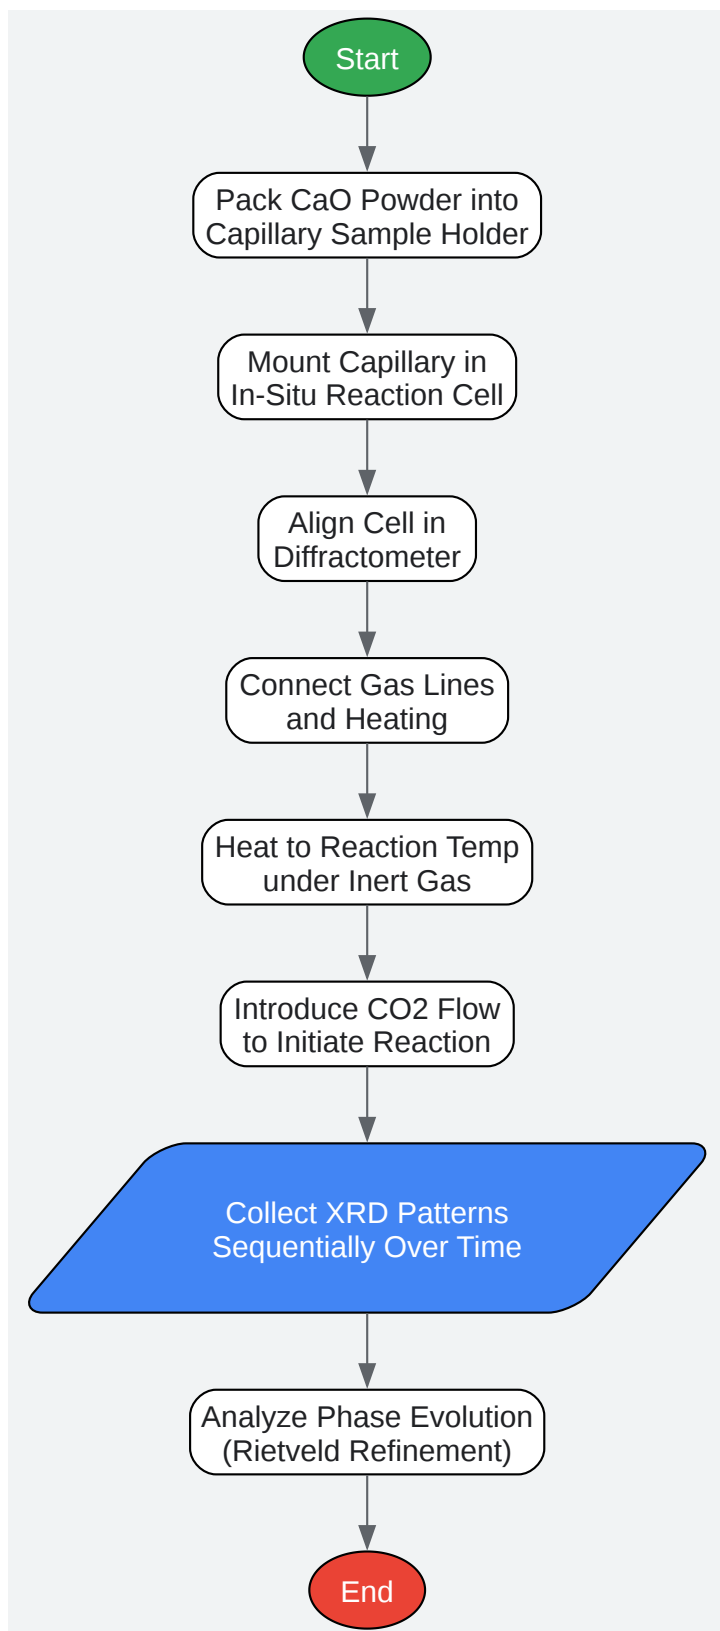 Start
Pack CaO Powder into
Capillary Sample Holder
Mount Capillary in
In-Situ Reaction Cell
Align Cell in
Diffractometer
Connect Gas Lines
and Heating
Heat to Reaction Temp
under Inert Gas
Introduce CO2 Flow
to Initiate Reaction
Collect XRD Patterns
Sequentially Over Time
Analyze Phase Evolution
(Rietveld Refinement)
End